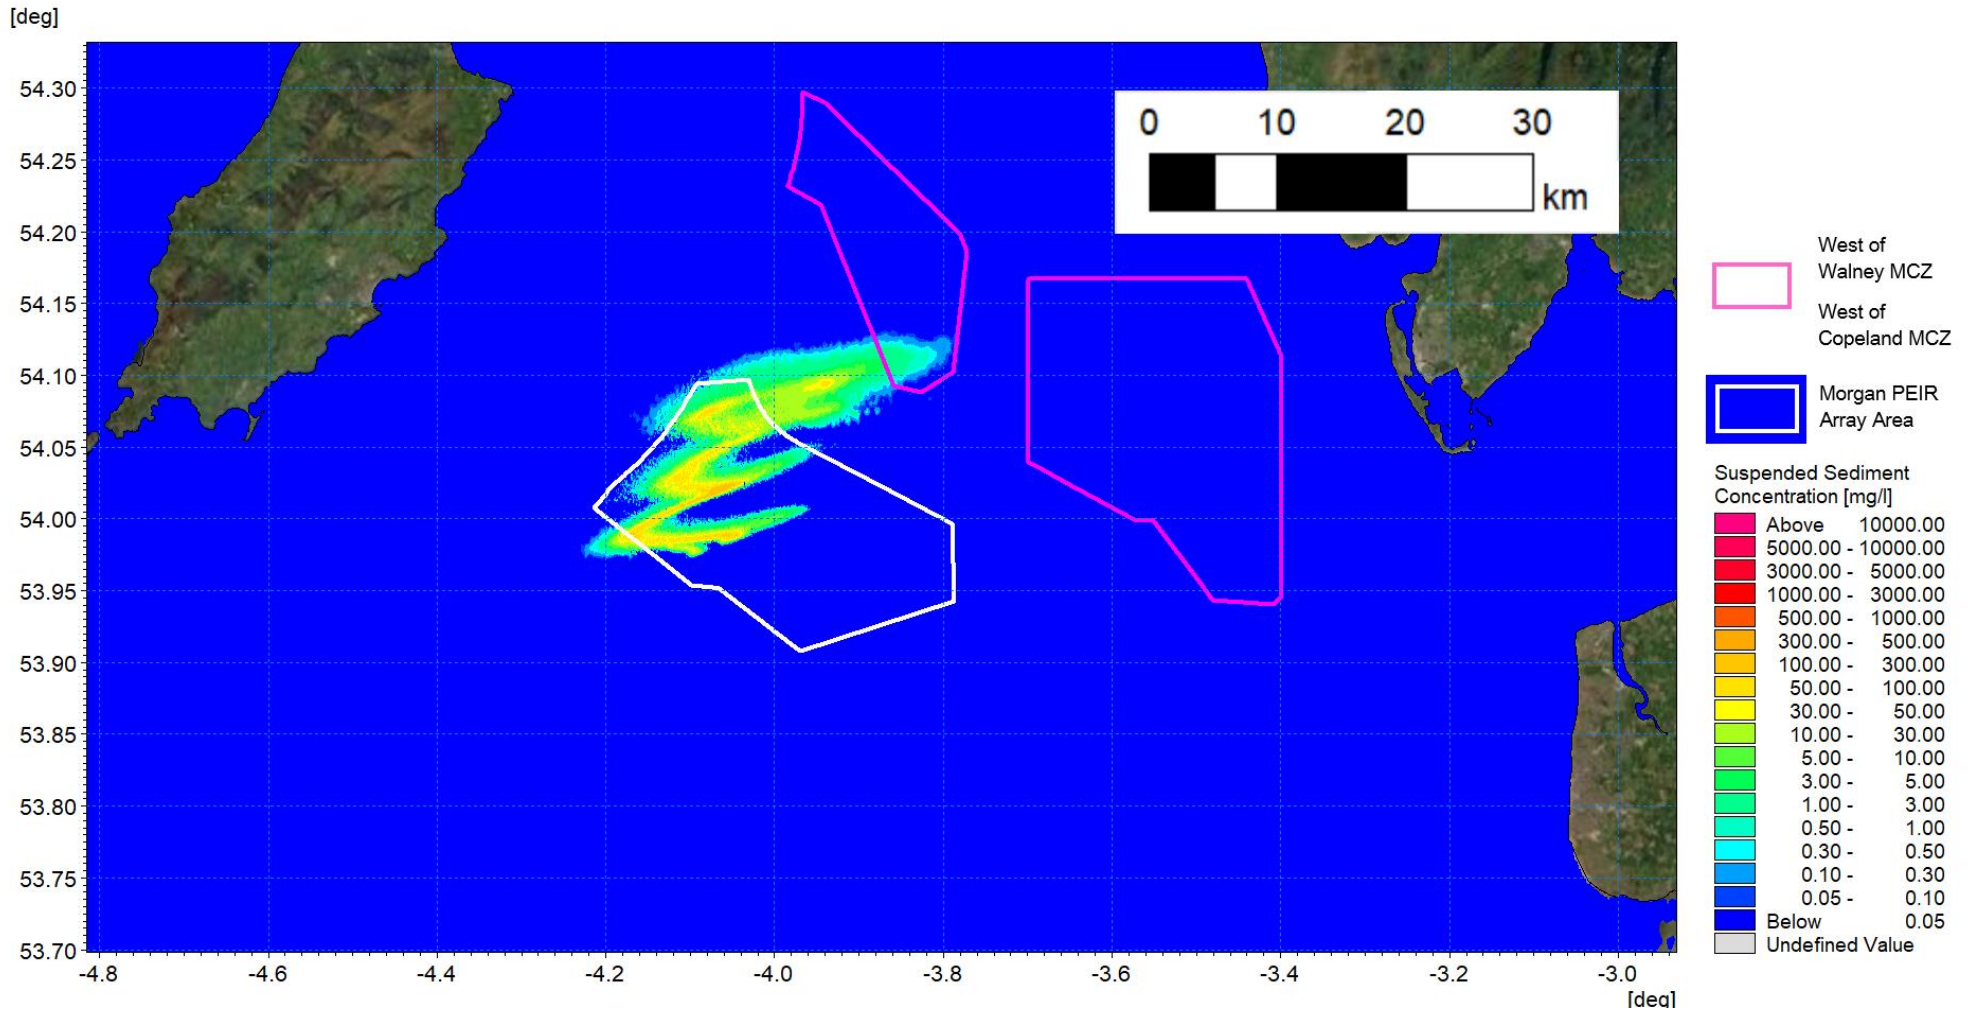 [deg]
54.30
54.25
54.20
54.15
54.10
54.05
54.00
53.95
53.90
53.85
53.80
53.75
53.70
-4.8 -4.6 -4.4 -4.2 -4.0 -3.8 -3.6 -3.4 -3.2 -3.0
[deg]
0 10 20 30
km
West of
Walney MCZ
West of
Copeland MCZ
Morgan PEIR
Array Area
Suspended Sediment
Concentration [mg/l]
Above 10000.00
5000.00 - 10000.00
3000.00 - 5000.00
1000.00 - 3000.00
500.00 - 1000.00
300.00 - 500.00
100.00 - 300.00
50.00 - 100.00
30.00 - 50.00
10.00 - 30.00
5.00 - 10.00
3.00 - 5.00
1.00 - 3.00
0.50 - 1.00
0.30 - 0.50
0.10 - 0.30
0.05 - 0.10
Below 0.05
Undefined Value